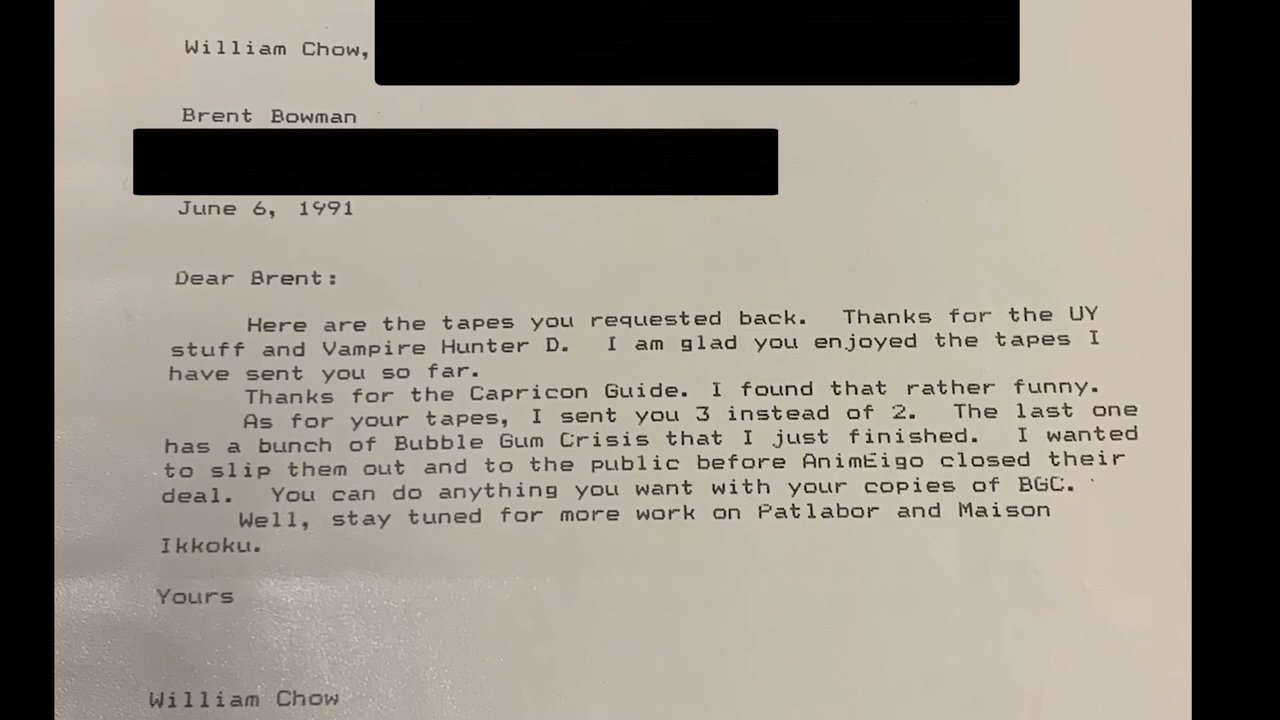 William Chow,
Brent Bowman
June 6, 1991
Dear Brent:
Here are the tapes you requested back. Thanks for the UY
stuff and Vampire Hunter D. I am glad you enjoyed the tapes I
have sent you so far.
Thanks for the Capricon Guide. I found that rather funny.
As for your tapes, I sent you 3 instead of 2. The last one
has a bunch of Bubble Gum Crisis that I just finished. I wanted
to slip them out and to the public before AnimEigo closed their
deal. You can do anything you want with your copies of BGC.
Well, stay tuned for more work on Patlabor and Maison
Ikkoku.
Yours
William Chow